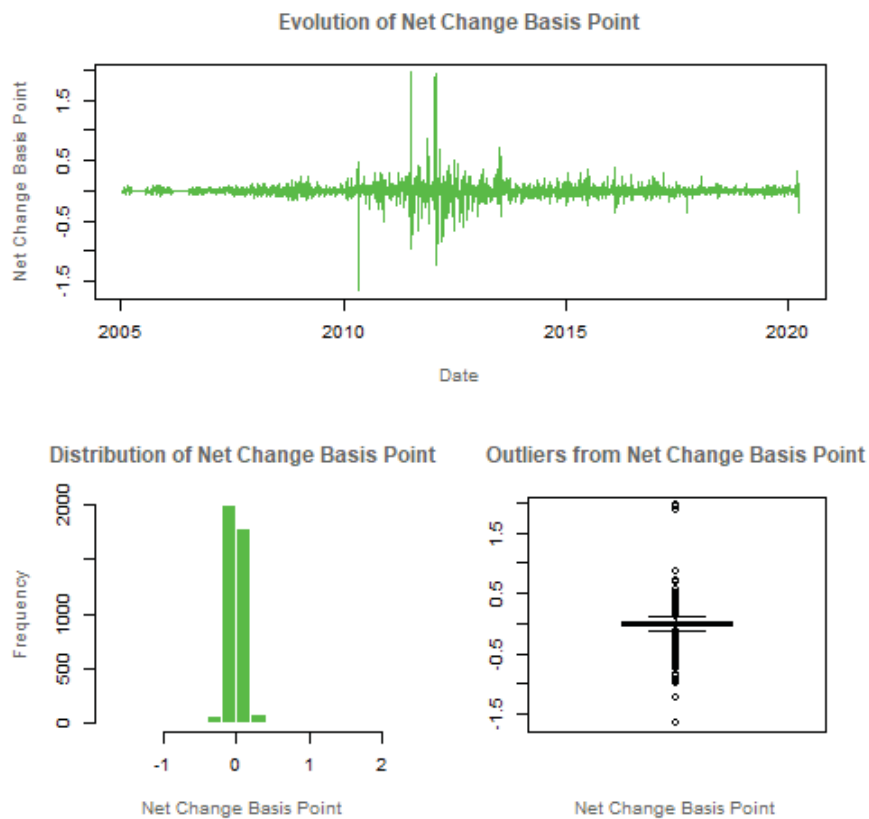 Evolution of Net Change Basis Point
Net Change Basis Point
1.5
0.5
-0.5
-1.5
2005 2010 2015 2020
Date
Distribution of Net Change Basis Point
Frequency
2000
1000
500
0
-1 0 1 2
Net Change Basis Point
Outliers from Net Change Basis Point
1.5
0.5
-0.5
-1.5
Net Change Basis Point